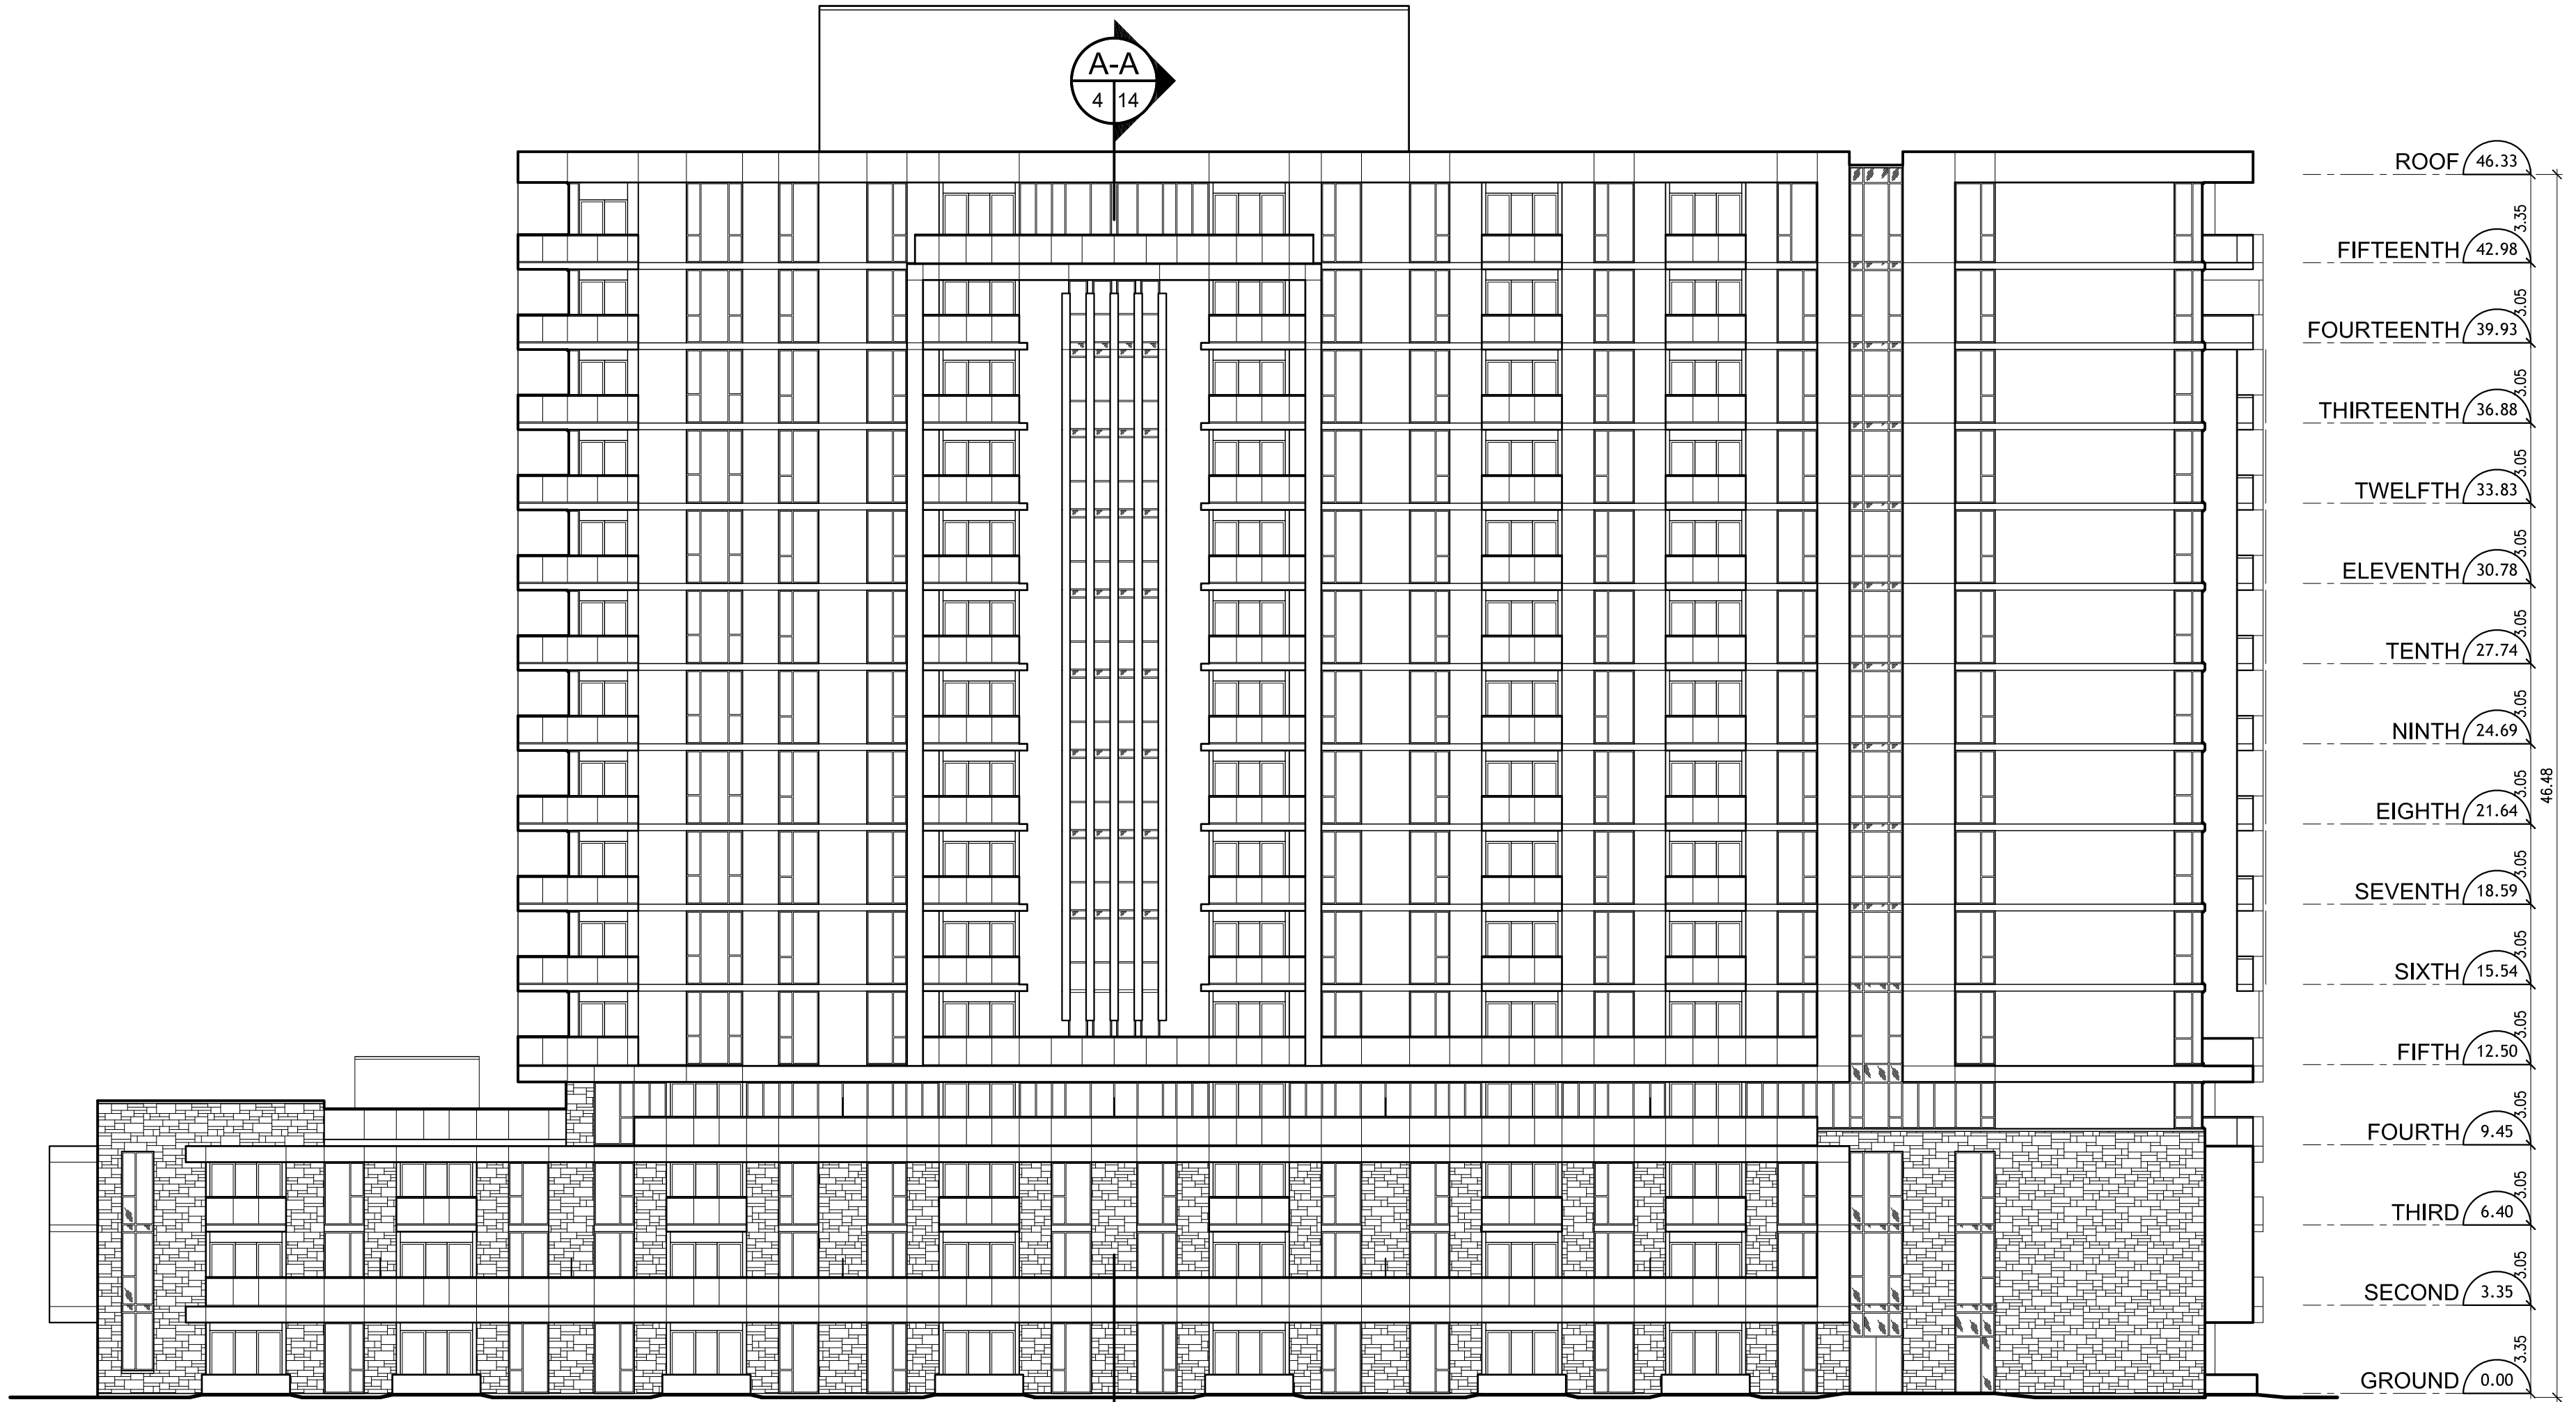 A-A
4 14
ROOF 46.33
3.35
FIFTEENTH 42.98
3.05
FOURTEENTH 39.93
3.05
THIRTEENTH 36.88
3.05
TWELFTH 33.83
3.05
ELEVENTH 30.78
3.05
TENTH 27.74
3.05
NINTH 24.69
3.05
46.48
EIGHTH 21.64
3.05
SEVENTH 18.59
3.05
SIXTH 15.54
3.05
FIFTH 12.50
3.05
FOURTH 9.45
3.05
THIRD 6.40
3.05
SECOND 3.35
3.35
GROUND 0.00